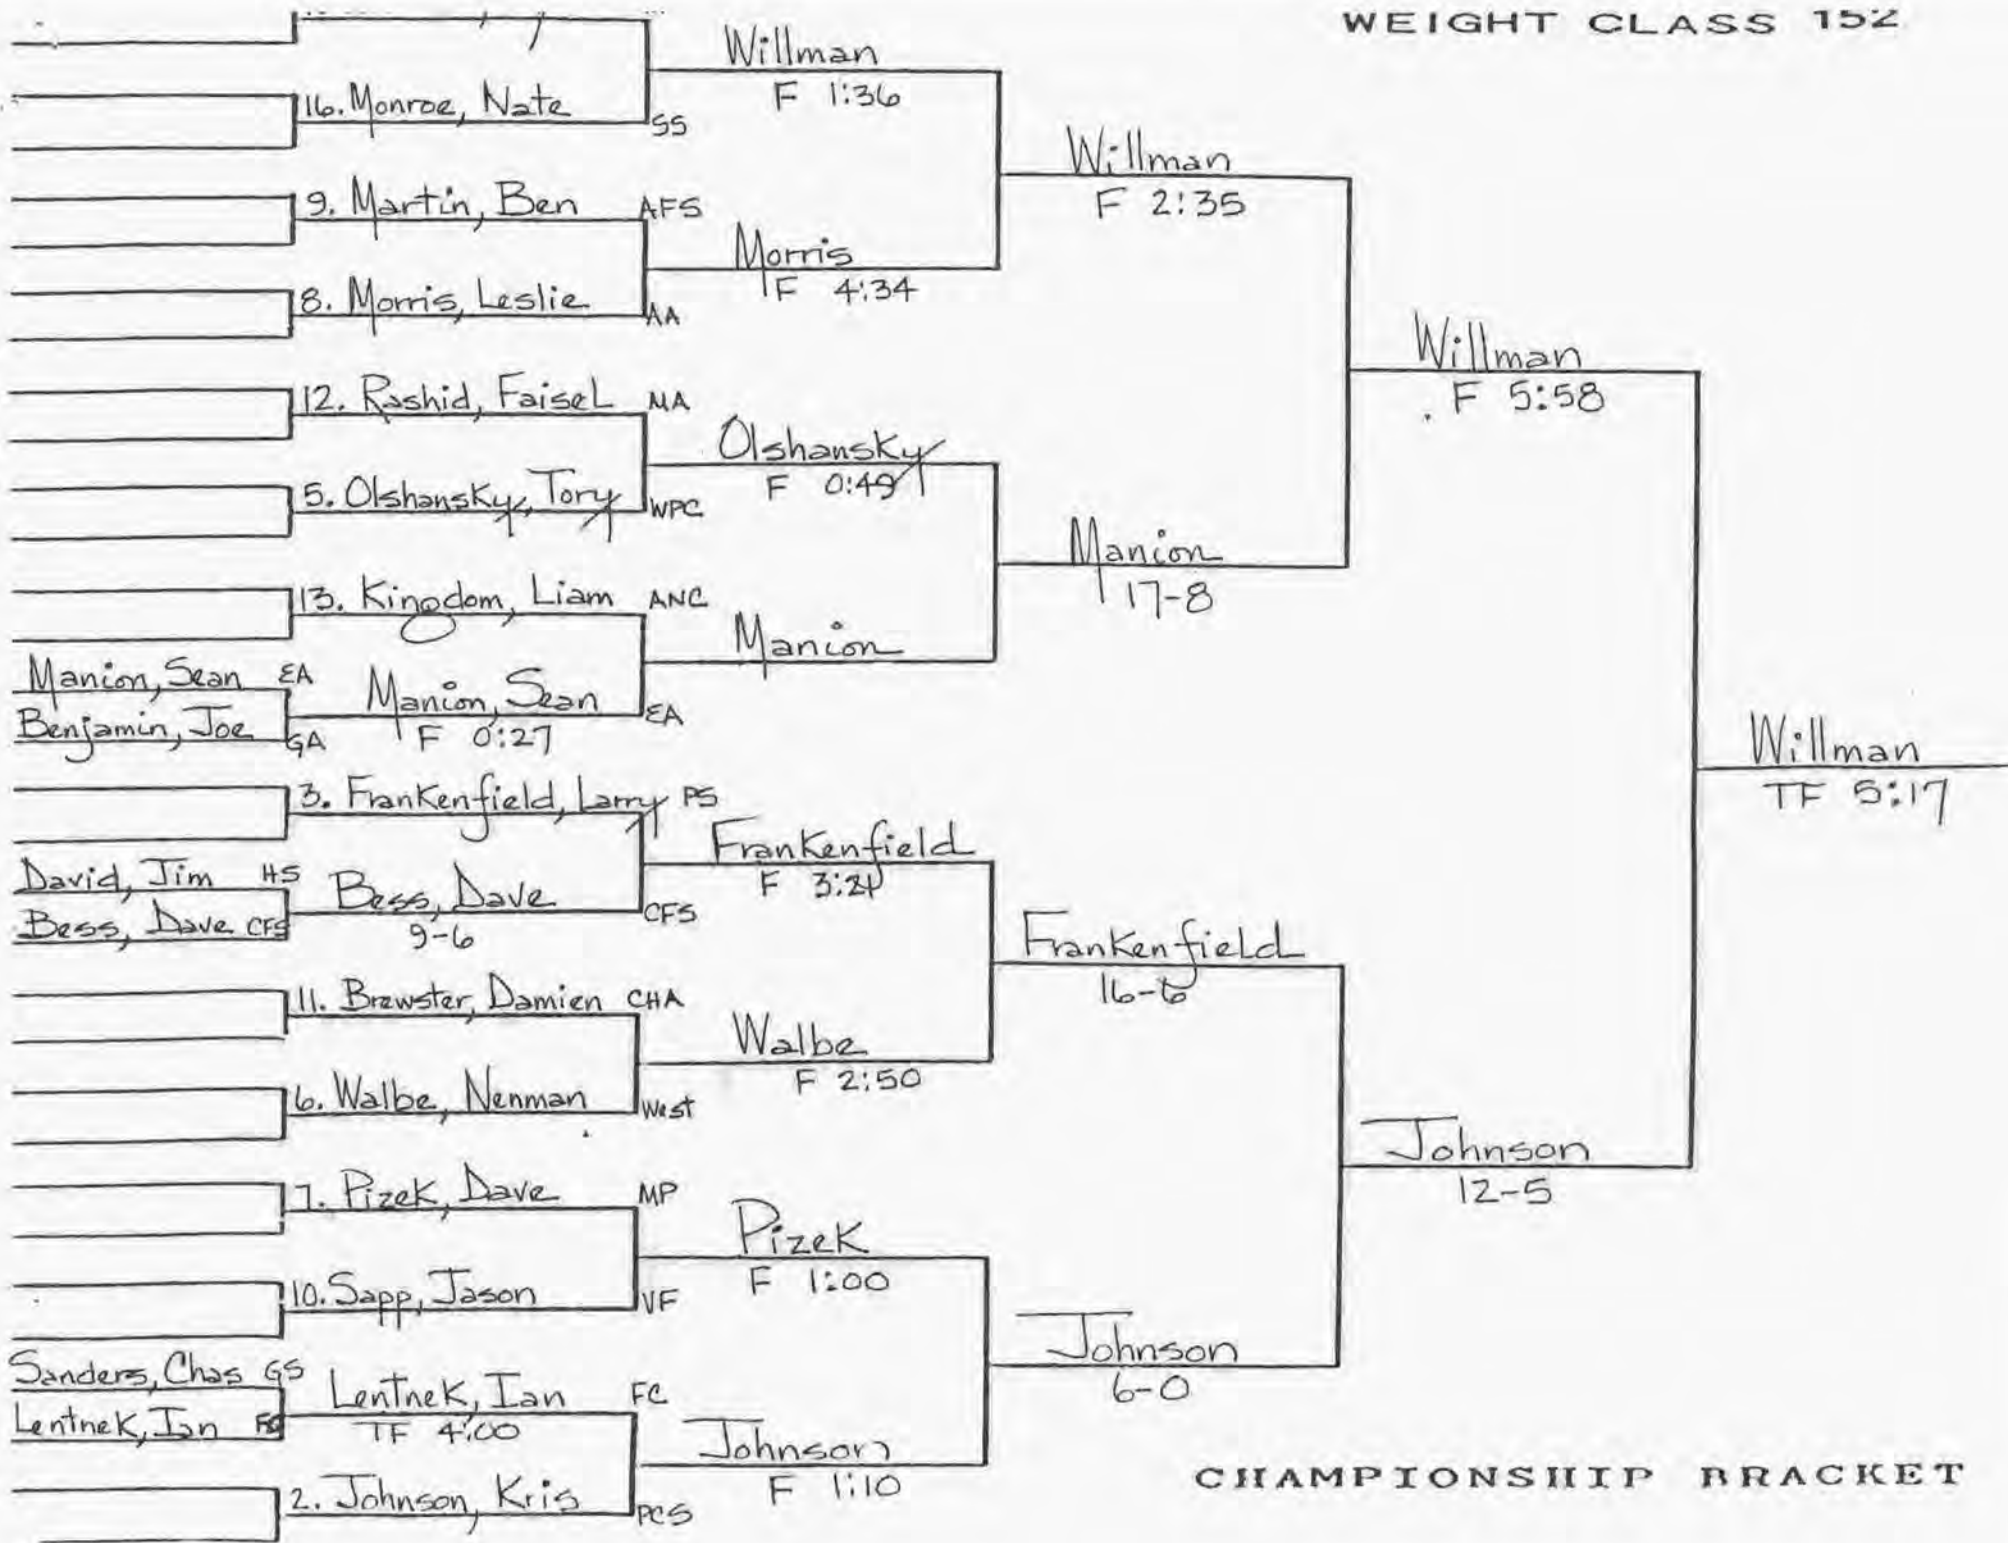 WEIGHT CLASS 152
Willman
F 1:36
16. Monroe, Nate SS
Willman
F 2:35
9. Martin, Ben AFS
Morris
F 4:34
8. Morris, Leslie AA
Willman
F 5:58
12. Rashid, Faisel MA
Olshansky
F 0:49
5. Olshansky, Tory WPC
Manion
17-8
13. Kingdom, Liam ANC
Manion
Manion, Sean EA
Manion, Sean EA
F 0:27
Benjamin, Joe GA
Willman
TF 5:17
3. Frankenfield, Larry PS
Frankenfield
F 3:21
David, Jim HS
Bess, Dave CFS
9-6
Bess, Dave CFS
Frankenfield
16-6
11. Brewster, Damien CHA
Walbe
F 2:50
6. Walbe, Nenman West
Johnson
12-5
7. Pizek, Dave MP
Pizek
F 1:00
10. Sapp, Jason VF
Johnson
6-0
Sanders, Chas GS
Lentnek, Ian FC
TF 4:00
Lentnek, Ian FC
Johnson
F 1:10
2. Johnson, Kris PCS
CHAMPIONSHIP BRACKET